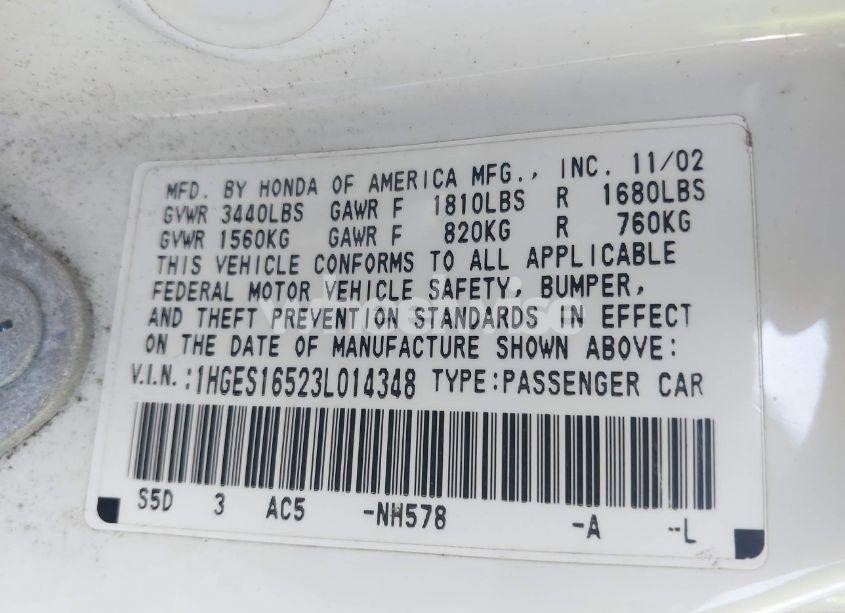 MFD. BY HONDA OF AMERICA MFG., INC. 11/02
GVWR 3440LBS GAWR F 1810LBS R 1680LBS
GVWR 1560KG GAWR F 820KG R 760KG
THIS VEHICLE CONFORMS TO ALL APPLICABLE
FEDERAL MOTOR VEHICLE SAFETY, BUMPER,
AND THEFT PREVENTION STANDARDS IN EFFECT
ON THE DATE OF MANUFACTURE SHOWN ABOVE:
V.I.N.:1HGES16523L014348 TYPE:PASSENGER CAR
S5D 3 AC5 -NH578 -A --L